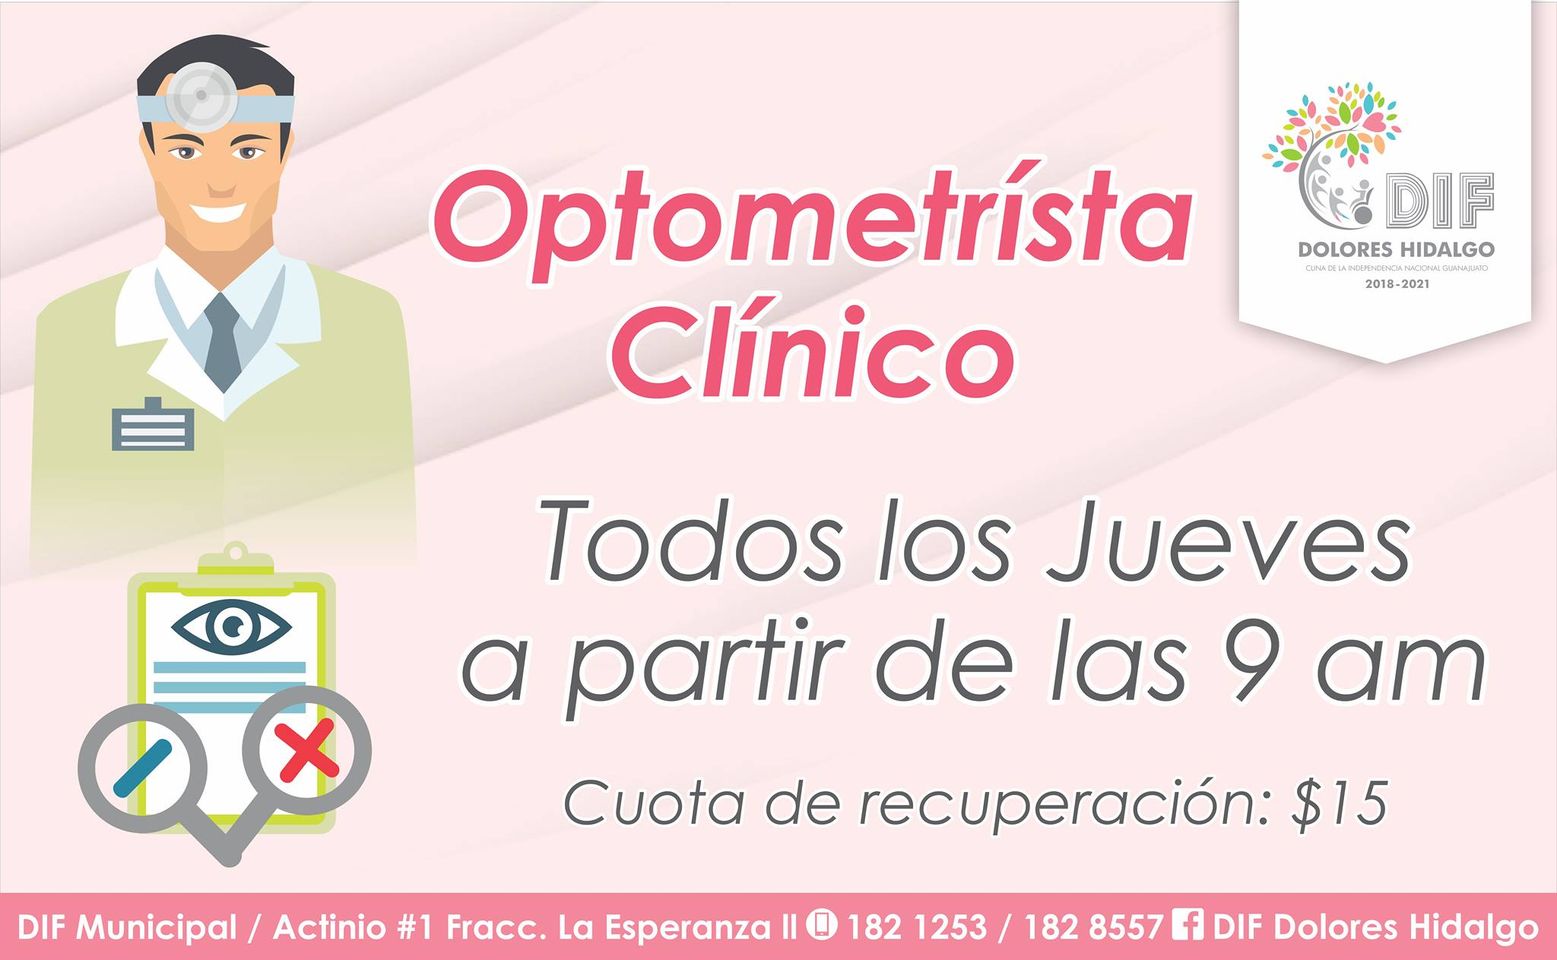 Optometrísta
Clínico
DIF
DOLORES HIDALGO
CUNA DE LA INDEPENDENCIA NACIONAL GUANAJUATO
2018-2021
Todos los Jueves
a partir de las 9 am
Cuota de recuperación: $15
DIF Municipal / Actinio #1 Fracc. La Esperanza ll 182 1253 / 182 8557 DIF Dolores Hidalgo